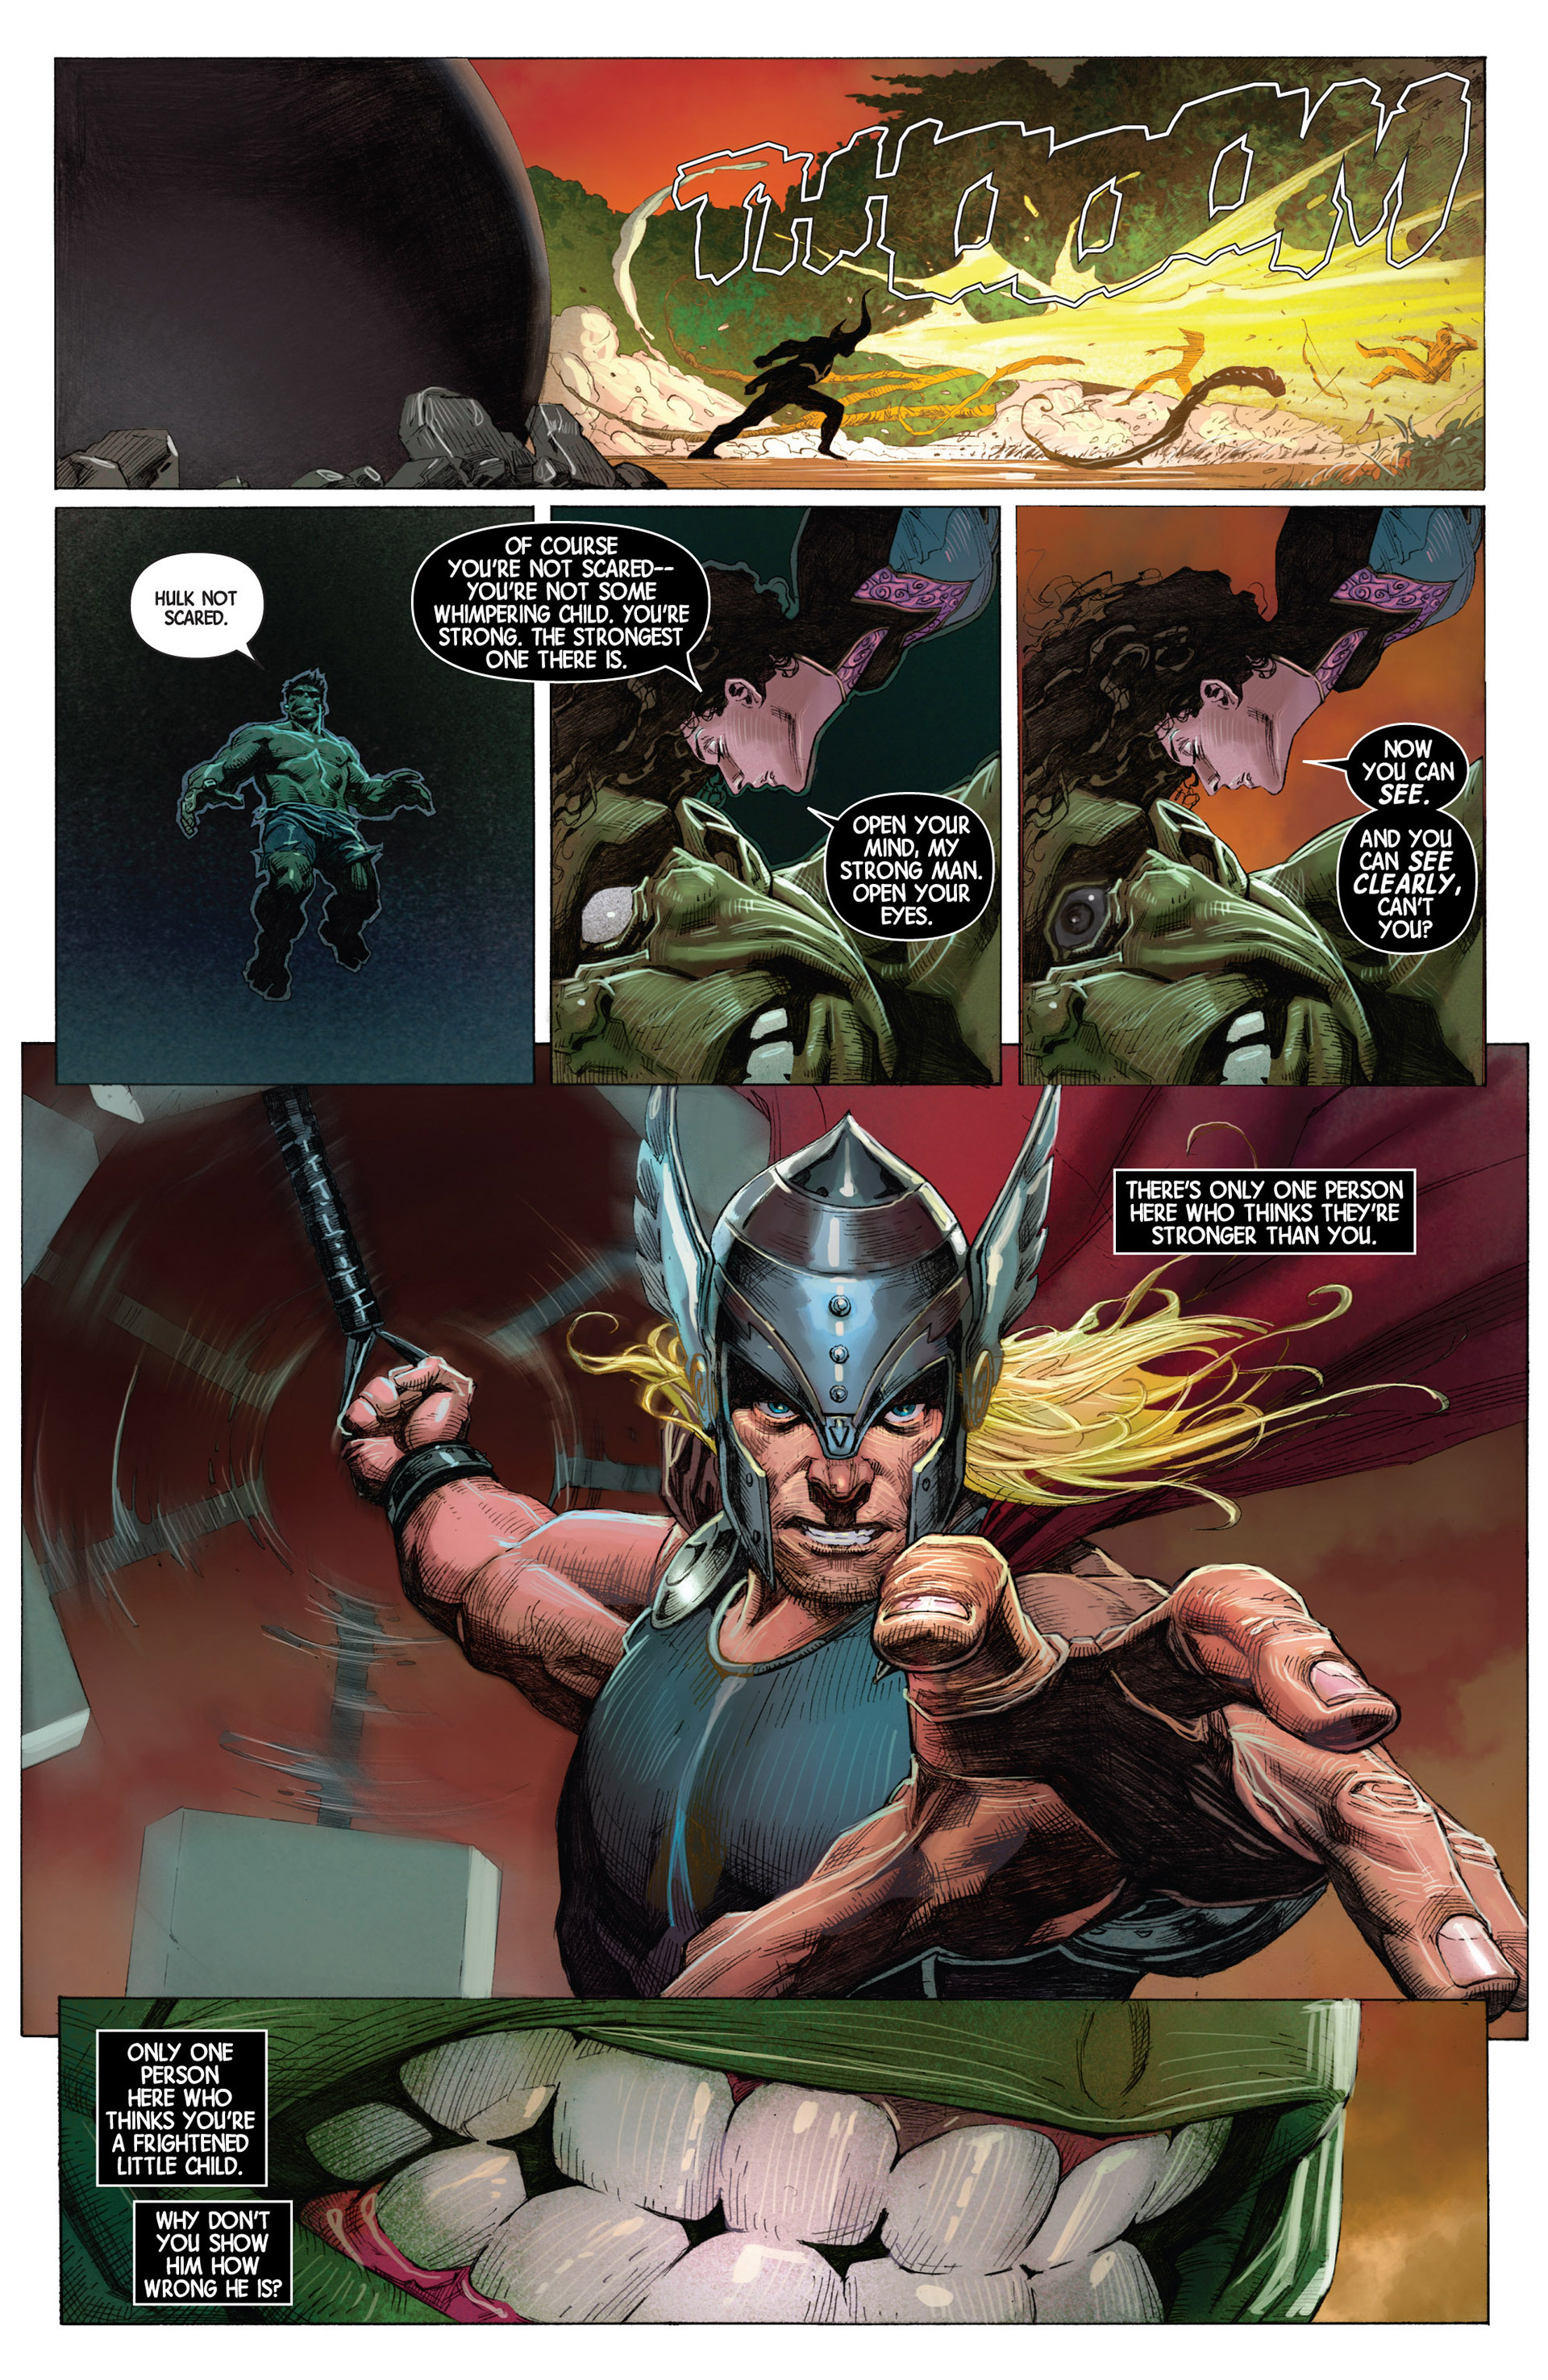 THOOOM
HULK NOT
SCARED.
OF COURSE
YOU'RE NOT SCARED--
YOU'RE NOT SOME
WHIMPERING CHILD. YOU'RE
STRONG. THE STRONGEST
ONE THERE IS.
OPEN YOUR
MIND, MY
STRONG MAN.
OPEN YOUR
EYES.
NOW
YOU CAN
SEE.
AND YOU
CAN SEE
CLEARLY,
CAN'T
YOU?
THERE'S ONLY ONE PERSON
HERE WHO THINKS THEY'RE
STRONGER THAN YOU.
ONLY ONE
PERSON
HERE WHO
THINKS YOU'RE
A FRIGHTENED
LITTLE CHILD.
WHY DON'T
YOU SHOW
HIM HOW
WRONG HE IS?